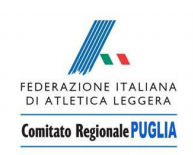 FEDERAZIONE ITALIANA
DI ATLETICA LEGGERA
Comitato Regionale PUGLIA